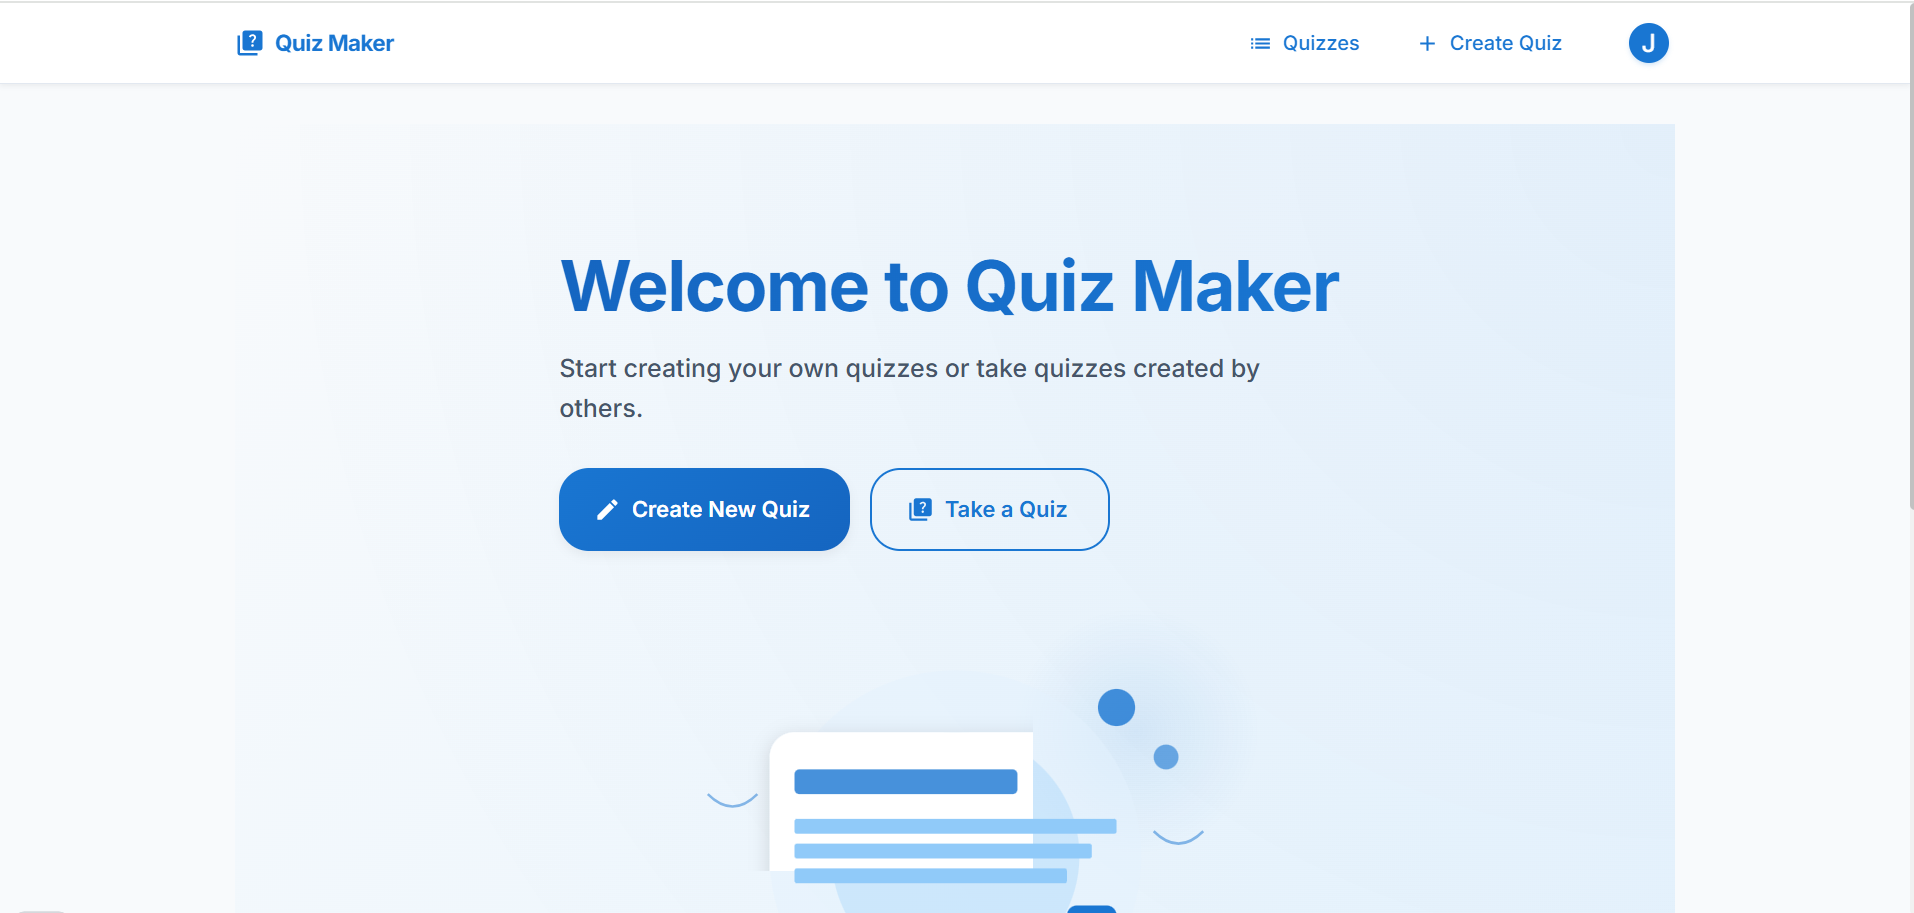 Quiz Maker
Quizzes
Create Quiz
J
Welcome to Quiz Maker
Start creating your own quizzes or take quizzes created by
others.
Create New Quiz
Take a Quiz